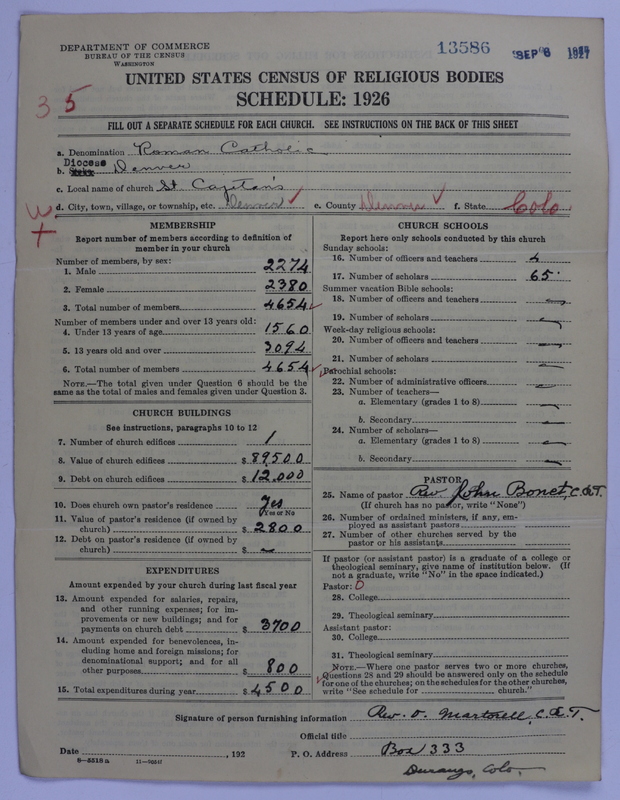 DEPARTMENT OF COMMERCE
BUREAU OF THE CENSUS
WASHINGTON
13586 SEP 6 1927
UNITED STATES CENSUS OF RELIGIOUS BODIES
SCHEDULE: 1926
35
FILL OUT A SEPARATE SCHEDULE FOR EACH CHURCH. SEE INSTRUCTIONS ON THE BACK OF THIS SHEET
a. Denomination Roman Catholic
Diocese
b. Denver
c. Local name of church St. Cajetan's
d. City, town, village, or township, etc. Denver e. County Denver f. State Colo
MEMBERSHIP
Report number of members according to definition of
member in your church
Number of members, by sex:
1. Male 2274
2. Female 2380
3. Total number of members 4654
Number of members under and over 13 years old:
4. Under 13 years of age 1560
5. 13 years old and over 3094
6. Total number of members 4654
NOTE.—The total given under Question 6 should be the
same as the total of males and females given under Question 3.
CHURCH BUILDINGS
See instructions, paragraphs 10 to 12
7. Number of church edifices 1
8. Value of church edifices $ 89500
9. Debt on church edifices $ 12.000
10. Does church own pastor's residence Yes
Yes or No
11. Value of pastor's residence (if owned by
church) $ 2800
12. Debt on pastor's residence (if owned by
church) $ —
EXPENDITURES
Amount expended by your church during last fiscal year
13. Amount expended for salaries, repairs,
and other running expenses; for im-
provements or new buildings; and for
payments on church debt $ 3700
14. Amount expended for benevolences, in-
cluding home and foreign missions; for
denominational support; and for all
other purposes $ 800
15. Total expenditures during year $ 4500
CHURCH SCHOOLS
Report here only schools conducted by this church
Sunday schools:
16. Number of officers and teachers 4
17. Number of scholars 65
Summer vacation Bible schools:
18. Number of officers and teachers —
19. Number of scholars —
Week-day religious schools:
20. Number of officers and teachers —
21. Number of scholars —
Parochial schools:
22. Number of administrative officers —
23. Number of teachers—
a. Elementary (grades 1 to 8) —
b. Secondary —
24. Number of scholars—
a. Elementary (grades 1 to 8) —
b. Secondary —
PASTOR
25. Name of pastor Rev John Bonet, C.R.T.
(If church has no pastor, write "None")
26. Number of ordained ministers, if any, em-
ployed as assistant pastors
27. Number of other churches served by the
pastor or his assistants
If pastor (or assistant pastor) is a graduate of a college or
theological seminary, give name of institution below. (If
not a graduate, write "No" in the space indicated.)
Pastor: 0
28. College
29. Theological seminary
Assistant pastor:
30. College
31. Theological seminary
NOTE.—Where one pastor serves two or more churches,
Questions 28 and 29 should be answered only on the schedule
for one of the churches; on the schedules for the other churches,
write "See schedule for church."
Signature of person furnishing information Rev. O. Martorell, C.R.T.
Official title
Date , 192 P. O. Address Box 333
8—5518 a
Durango, Colo.